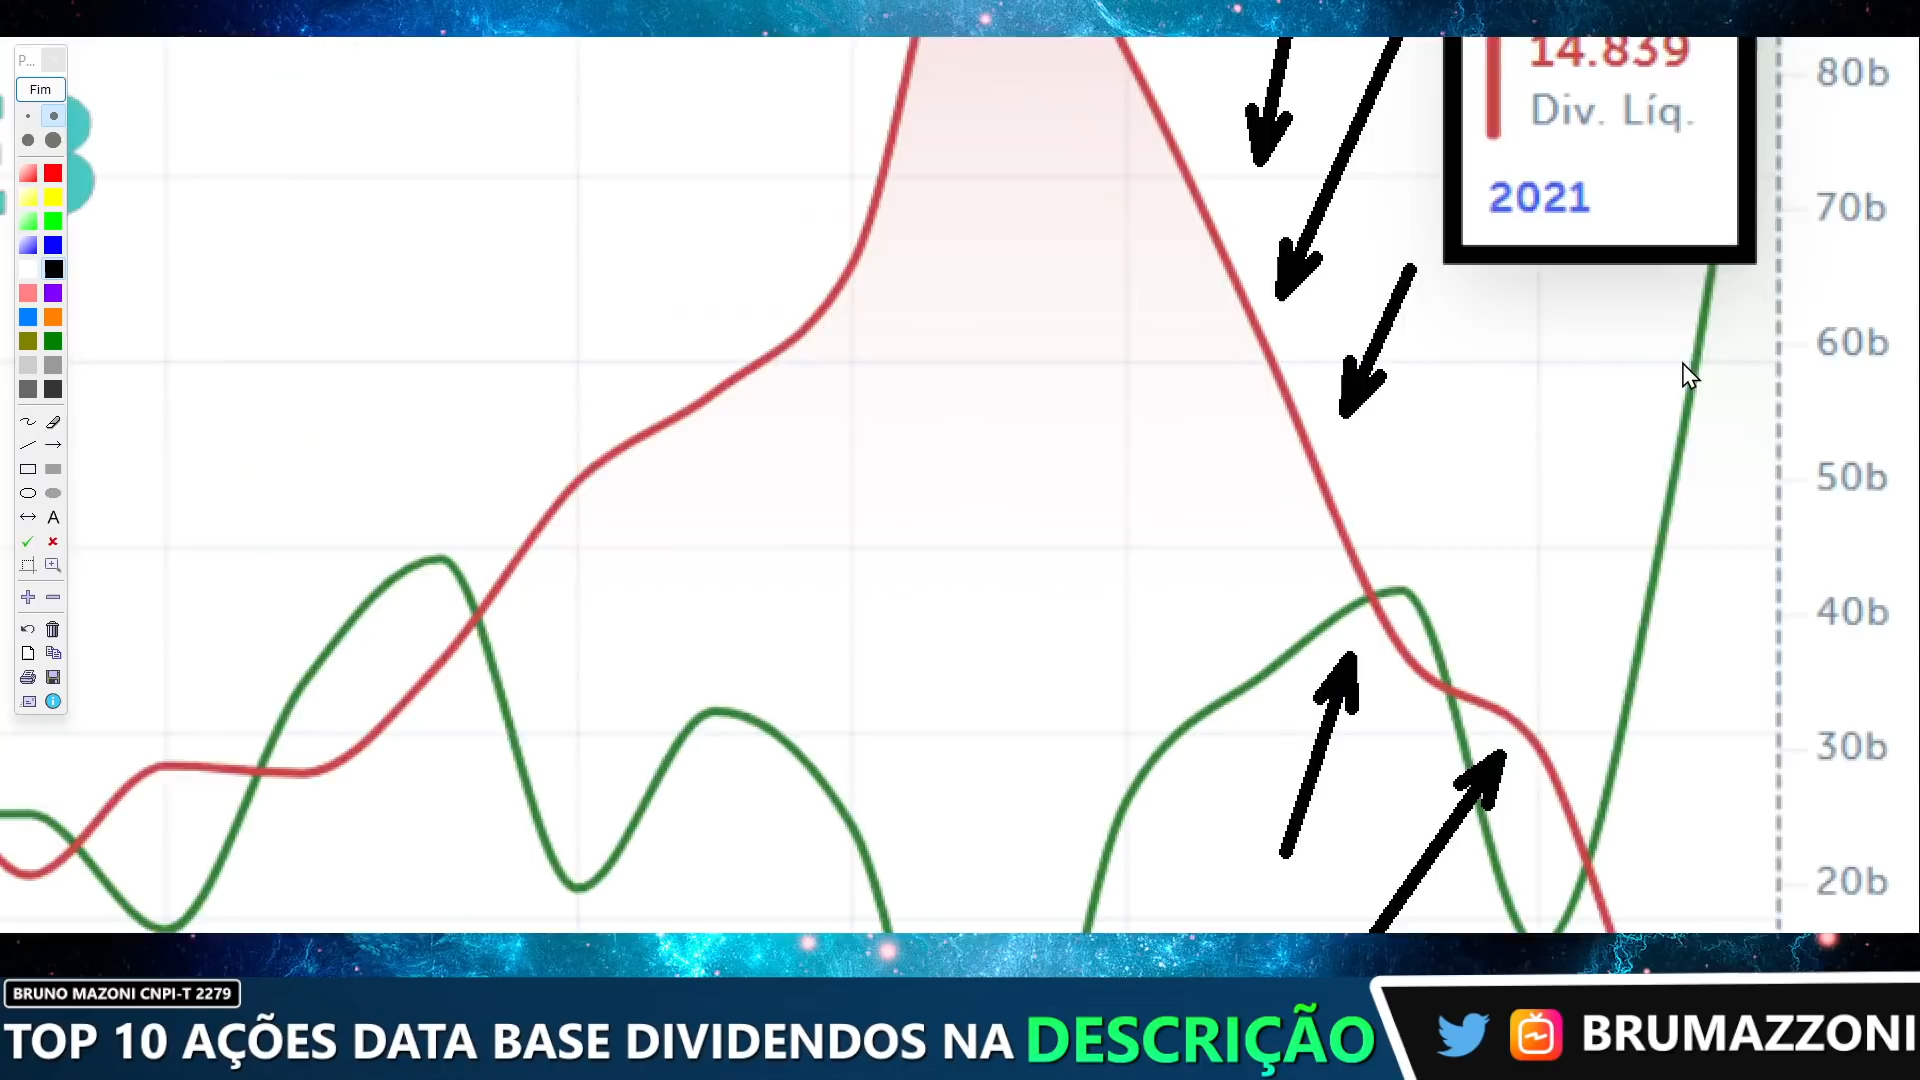 P...
Fim
A
14.839
Div. Líq.
2021
80b
70b
60b
50b
40b
30b
20b
BRUNO MAZONI CNPI-T 2279
TOP 10 AÇÕES DATA BASE DIVIDENDOS NA DESCRIÇÃO
BRUMAZZONI